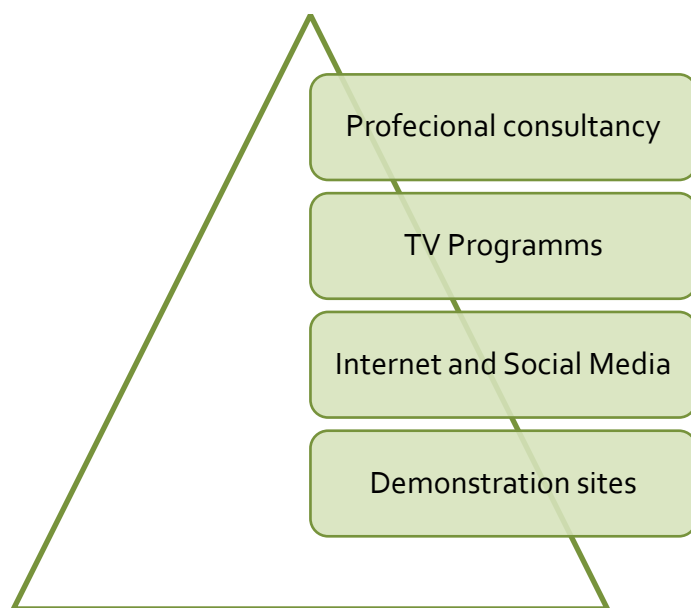 Profecional consultancy
TV Programms
Internet and Social Media
Demonstration sites